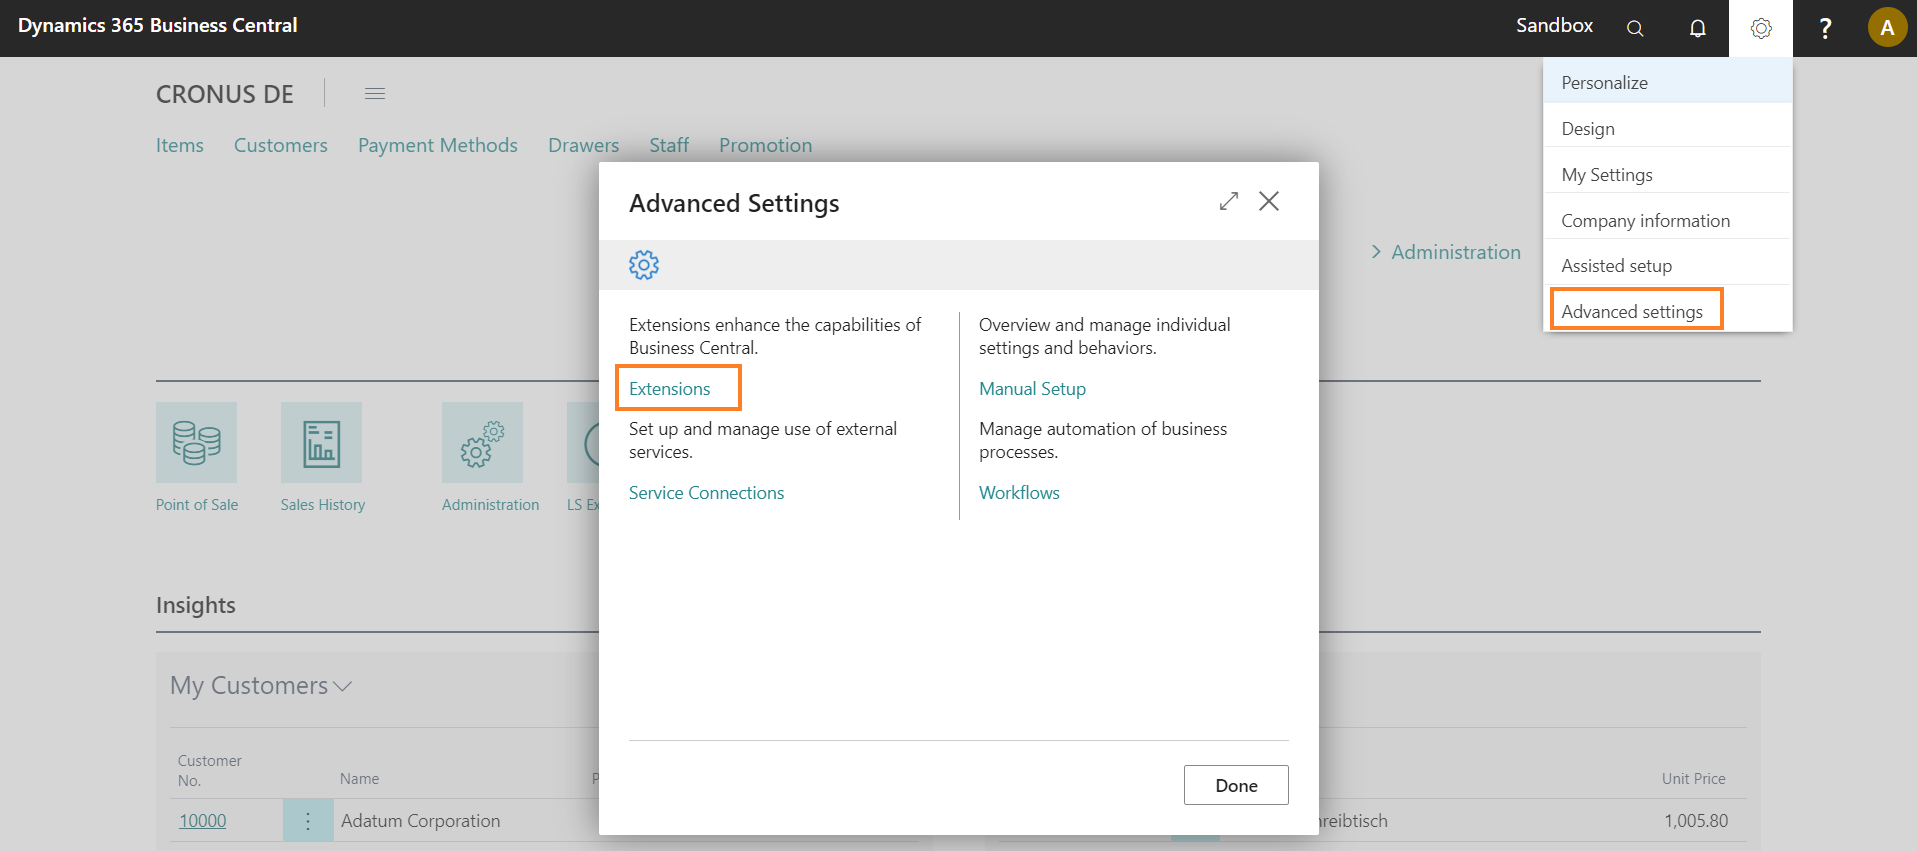 Dynamics 365 Business Central
Sandbox
?
A
Personalize
Design
My Settings
Company information
Assisted setup
Advanced settings
CRONUS DE
Items Customers Payment Methods Drawers Staff Promotion
Administration
Advanced Settings
Extensions enhance the capabilities of
Business Central.
Extensions
Set up and manage use of external
services.
Service Connections
Overview and manage individual
settings and behaviors.
Manual Setup
Manage automation of business
processes.
Workflows
Done
Point of Sale
Sales History
Administration
LS Ex
Insights
My Customers
Customer
No.
Name
P
Unit Price
10000
Adatum Corporation
reibtisch
1,005.80